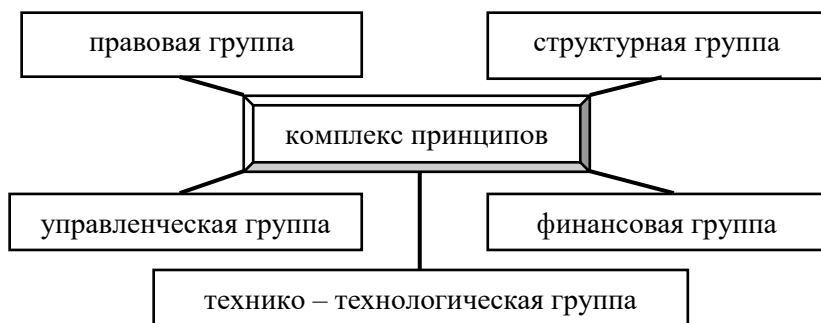 правовая группа
структурная группа
комплекс принципов
управленческая группа
финансовая группа
технико – технологическая группа